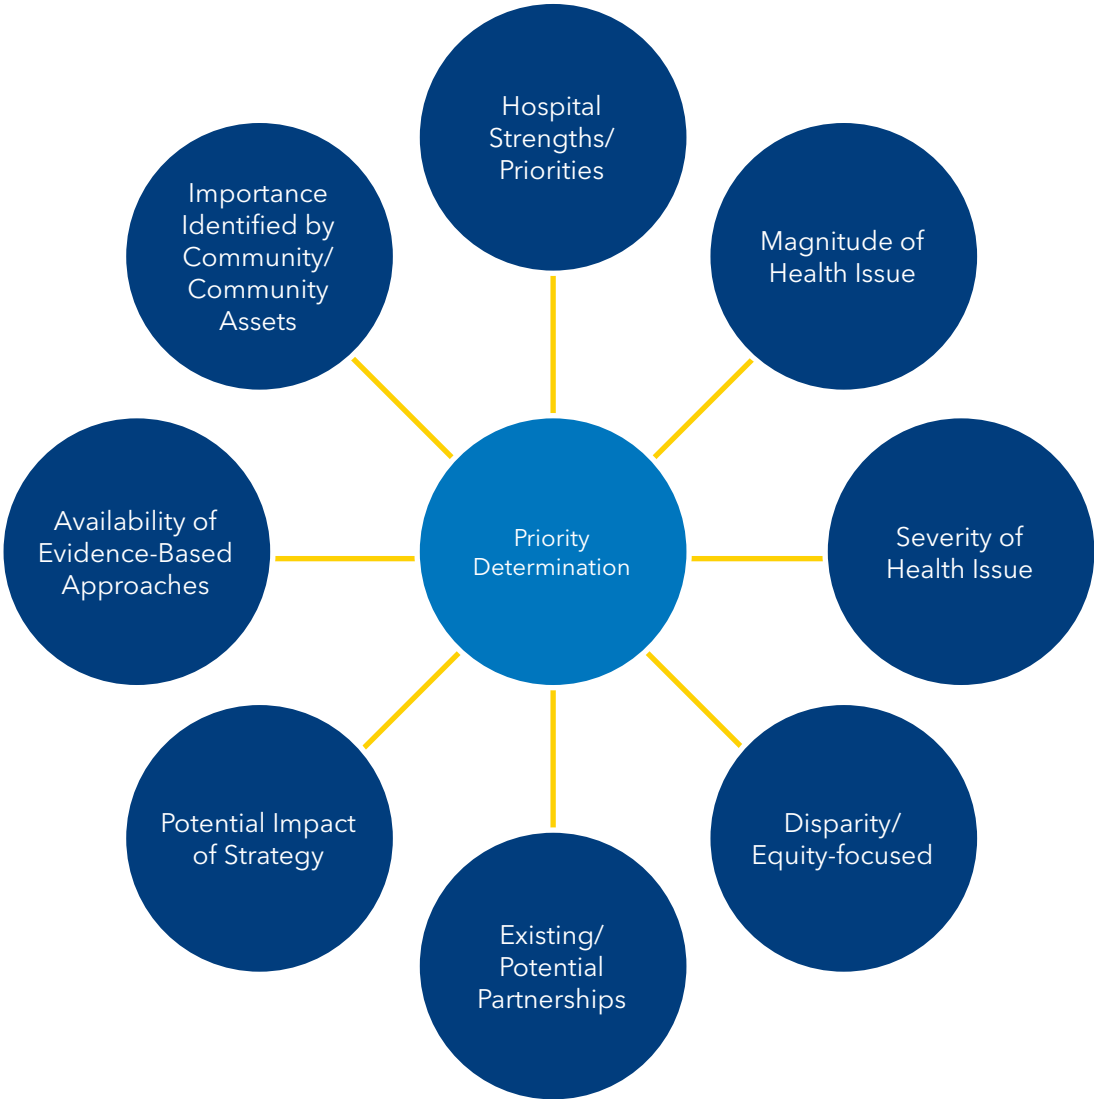 Hospital
Strengths/
Priorities
Magnitude of
Health Issue
Severity of
Health Issue
Disparity/
Equity-focused
Existing/
Potential
Partnerships
Potential Impact
of Strategy
Availability of
Evidence-Based
Approaches
Importance
Identified by
Community/
Community
Assets
Priority
Determination